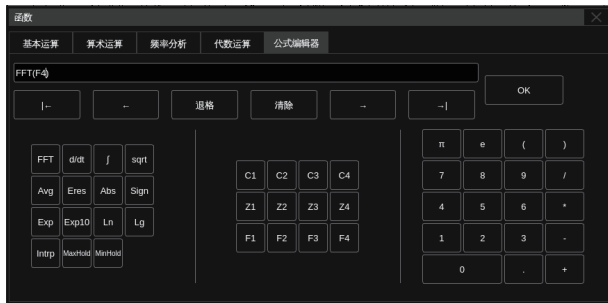 函数
基本运算 算术运算 频率分析 代数运算 公式编辑器
FFT(F4)
OK
|← ← 退格 清除 → →|
FFT d/dt ∫ sqrt
Avg Eres Abs Sign
Exp Exp10 Ln Lg
Intrp MaxHold MinHold
C1 C2 C3 C4
Z1 Z2 Z3 Z4
F1 F2 F3 F4
π e ( )
7 8 9 /
4 5 6 *
1 2 3 -
0 . +